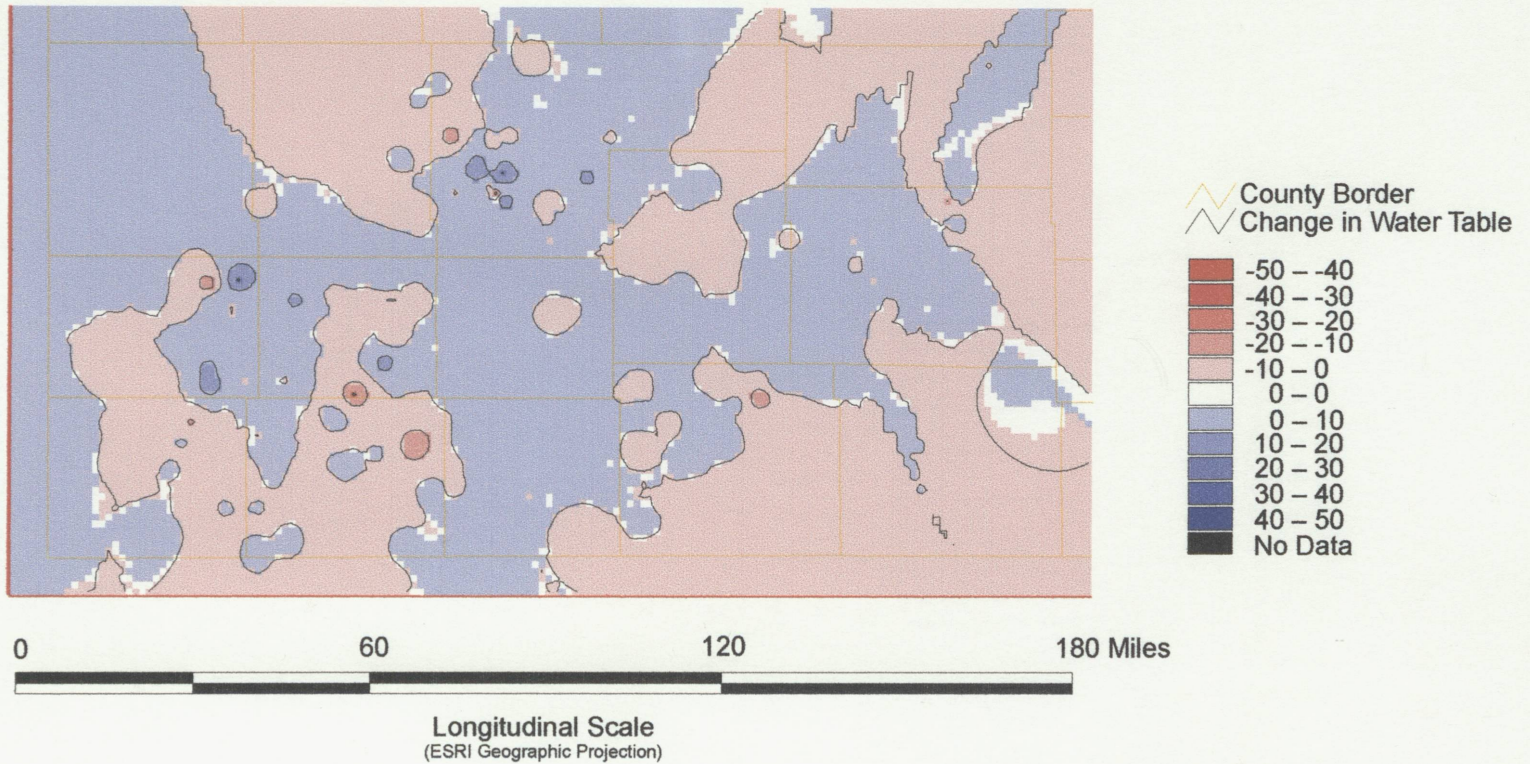 County Border
Change in Water Table
-50 – -40
-40 – -30
-30 – -20
-20 – -10
-10 – 0
0 – 0
0 – 10
10 – 20
20 – 30
30 – 40
40 – 50
No Data
0 60 120 180 Miles
Longitudinal Scale
(ESRI Geographic Projection)